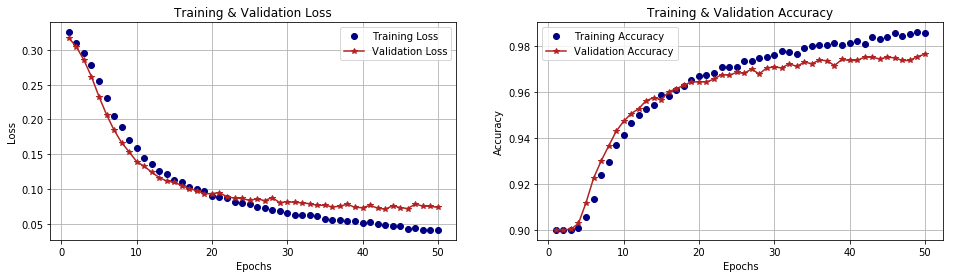 Training & Validation Loss
Training Loss
Validation Loss
0.30
0.25
0.20
0.15
0.10
0.05
Loss
0 10 20 30 40 50
Epochs
Training & Validation Accuracy
Training Accuracy
Validation Accuracy
0.98
0.96
0.94
0.92
0.90
Accuracy
0 10 20 30 40 50
Epochs